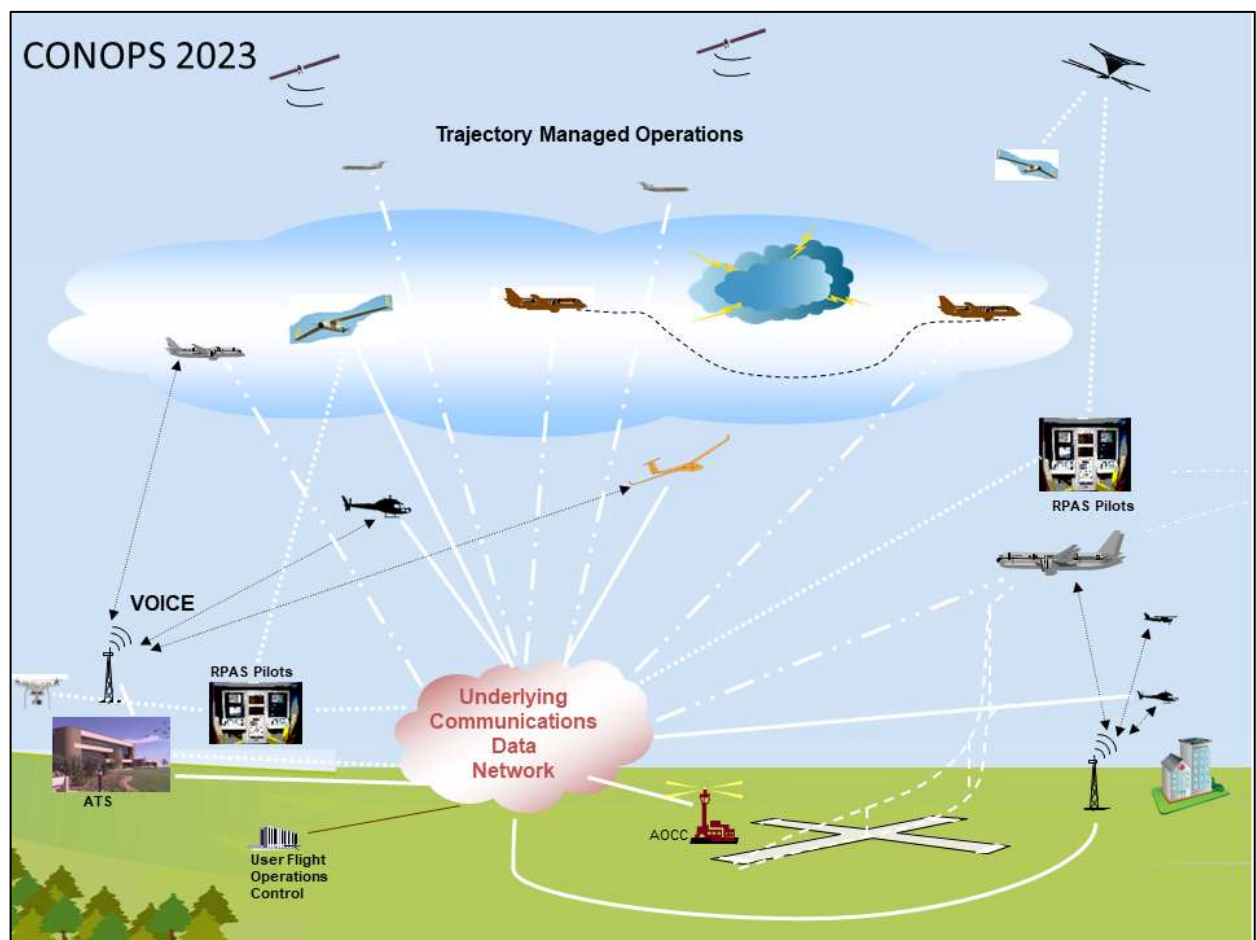 CONOPS 2023
Trajectory Managed Operations
RPAS Pilots
VOICE
RPAS Pilots
Underlying
Communications
Data
Network
ATS
AOCC
User Flight
Operations
Control